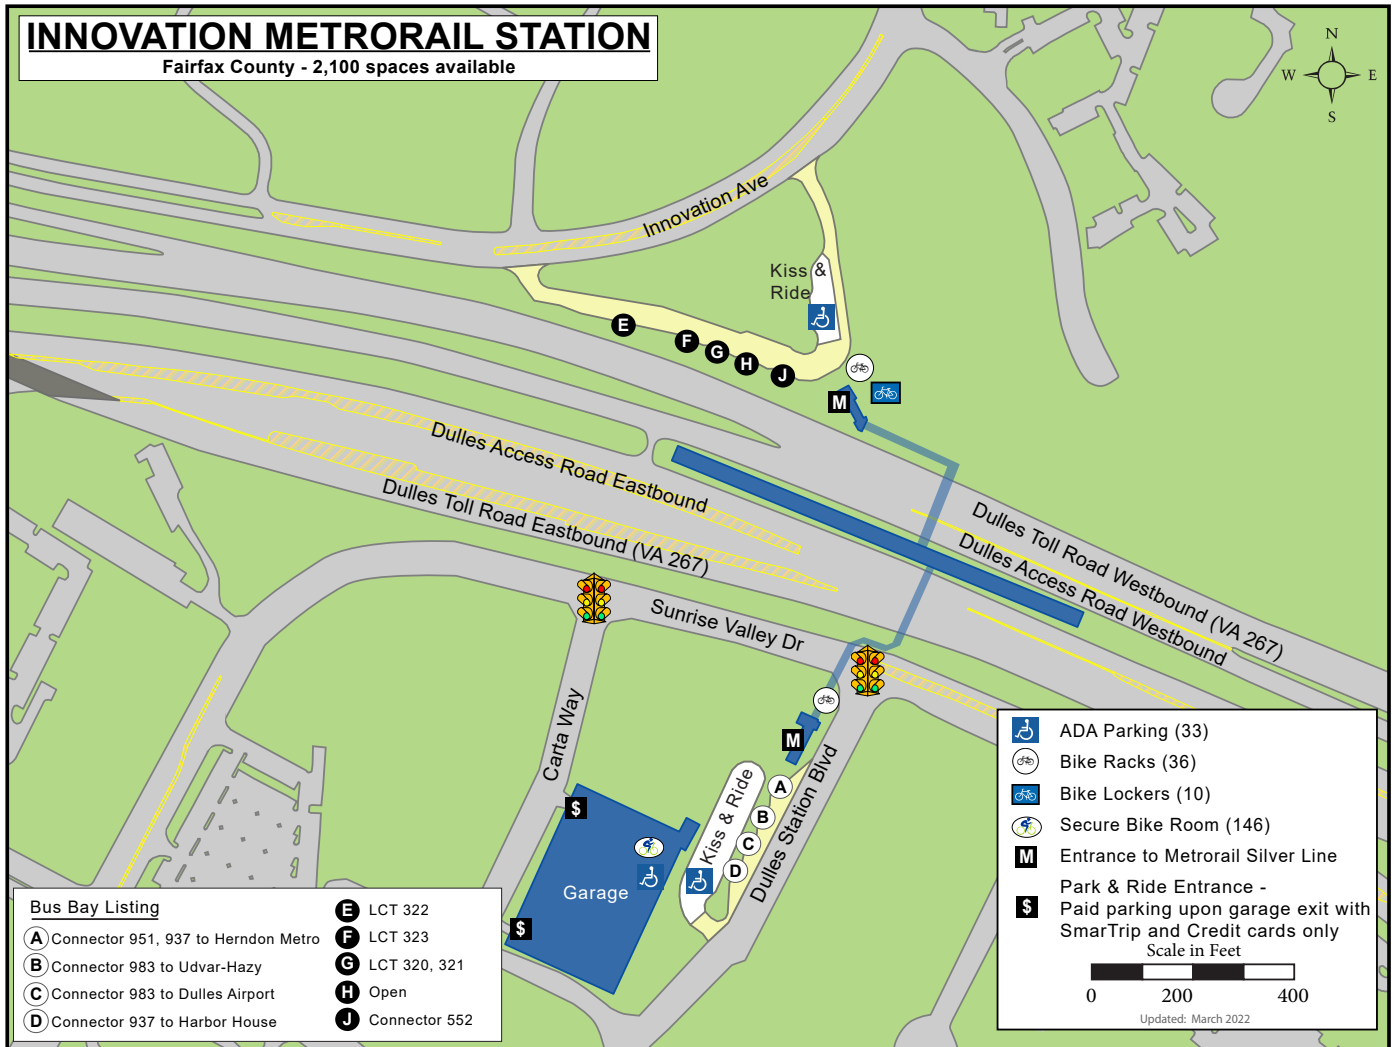 INNOVATION METRORAIL STATION
Fairfax County - 2,100 spaces available
N
W
E
S
Innovation Ave
Kiss &
Ride
E
F
G
H
J
M
Dulles Access Road Eastbound
Dulles Toll Road Eastbound (VA 267)
Dulles Toll Road Westbound (VA 267)
Dulles Access Road Westbound
Sunrise Valley Dr
Carta Way
M
Kiss & Ride
A
B
C
D
Dulles Station Blvd
$
Garage
$
Bus Bay Listing
A Connector 951, 937 to Herndon Metro
B Connector 983 to Udvar-Hazy
C Connector 983 to Dulles Airport
D Connector 937 to Harbor House
E LCT 322
F LCT 323
G LCT 320, 321
H Open
J Connector 552
ADA Parking (33)
Bike Racks (36)
Bike Lockers (10)
Secure Bike Room (146)
M Entrance to Metrorail Silver Line
Park & Ride Entrance -
$ Paid parking upon garage exit with
SmarTrip and Credit cards only
Scale in Feet
0 200 400
Updated: March 2022